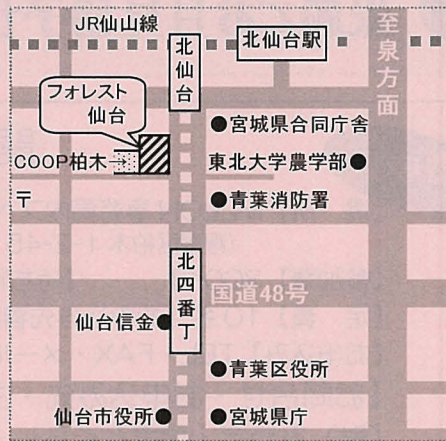 JR仙山線
北仙台
北仙台駅
至泉方面
フォレスト
仙台
●宮城県合同庁舎
COOP柏木→
東北大学農学部●
〒
●青葉消防署
北四番丁
国道48号
仙台信金●
●青葉区役所
仙台市役所●
●宮城県庁